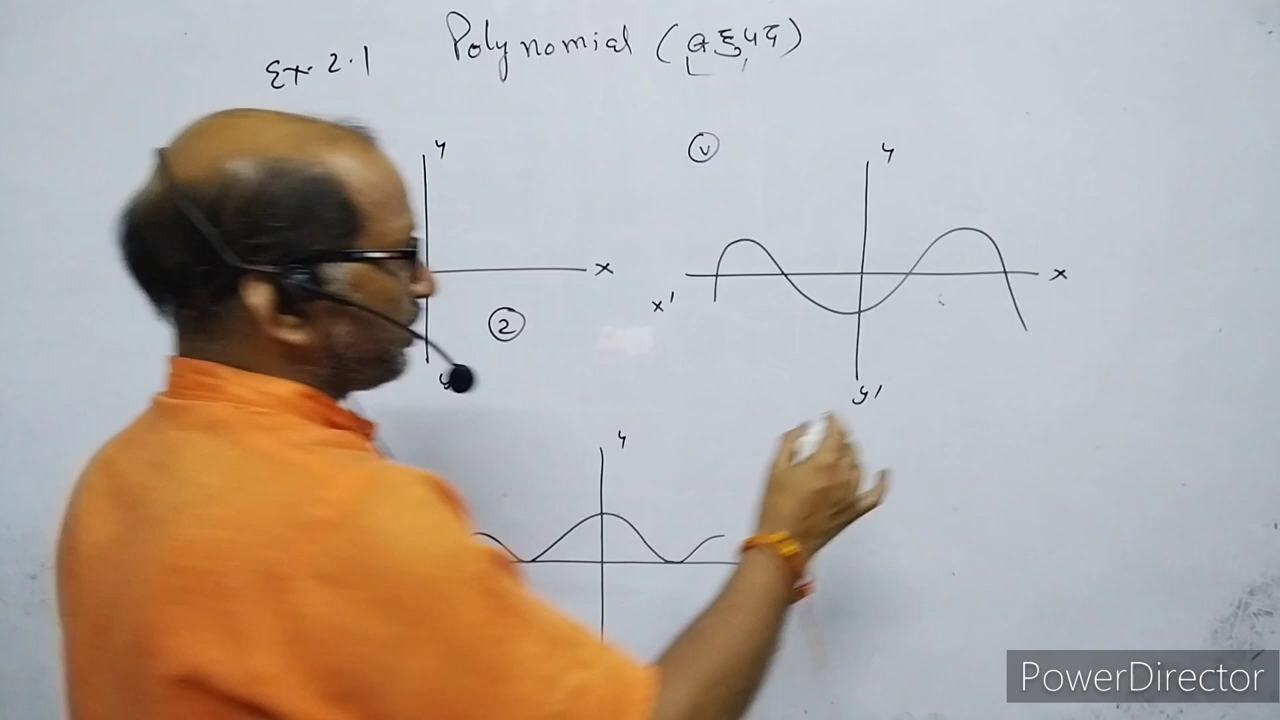 Polynomial (बहुपद)
Ex. 2.1
y
x
2
v
y
x
x'
y'
y
PowerDirector